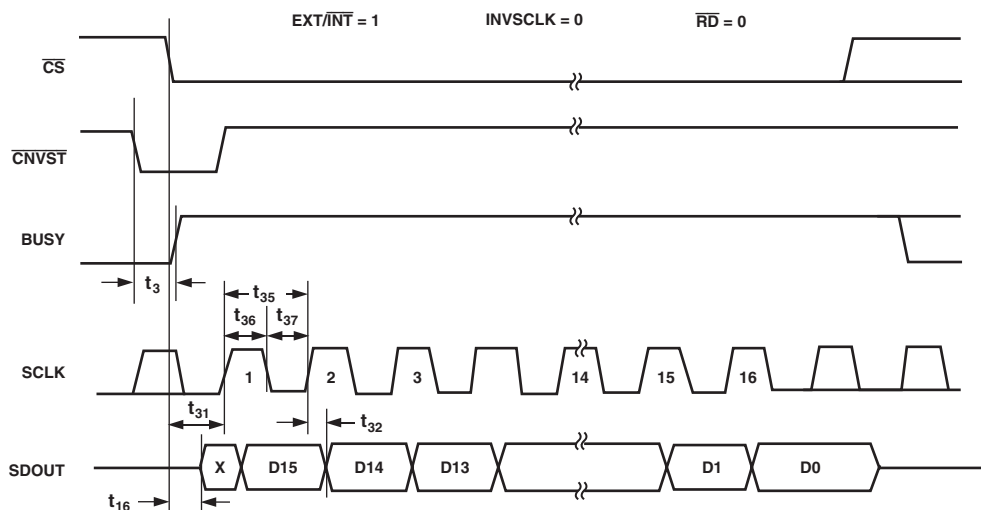 EXT/INT = 1 INVSCLK = 0 RD = 0
CS
CNVST
BUSY
t3
t35
t36 t37
SCLK
1 2 3 14 15 16
t31
t32
SDOUT
X D15 D14 D13 D1 D0
t16